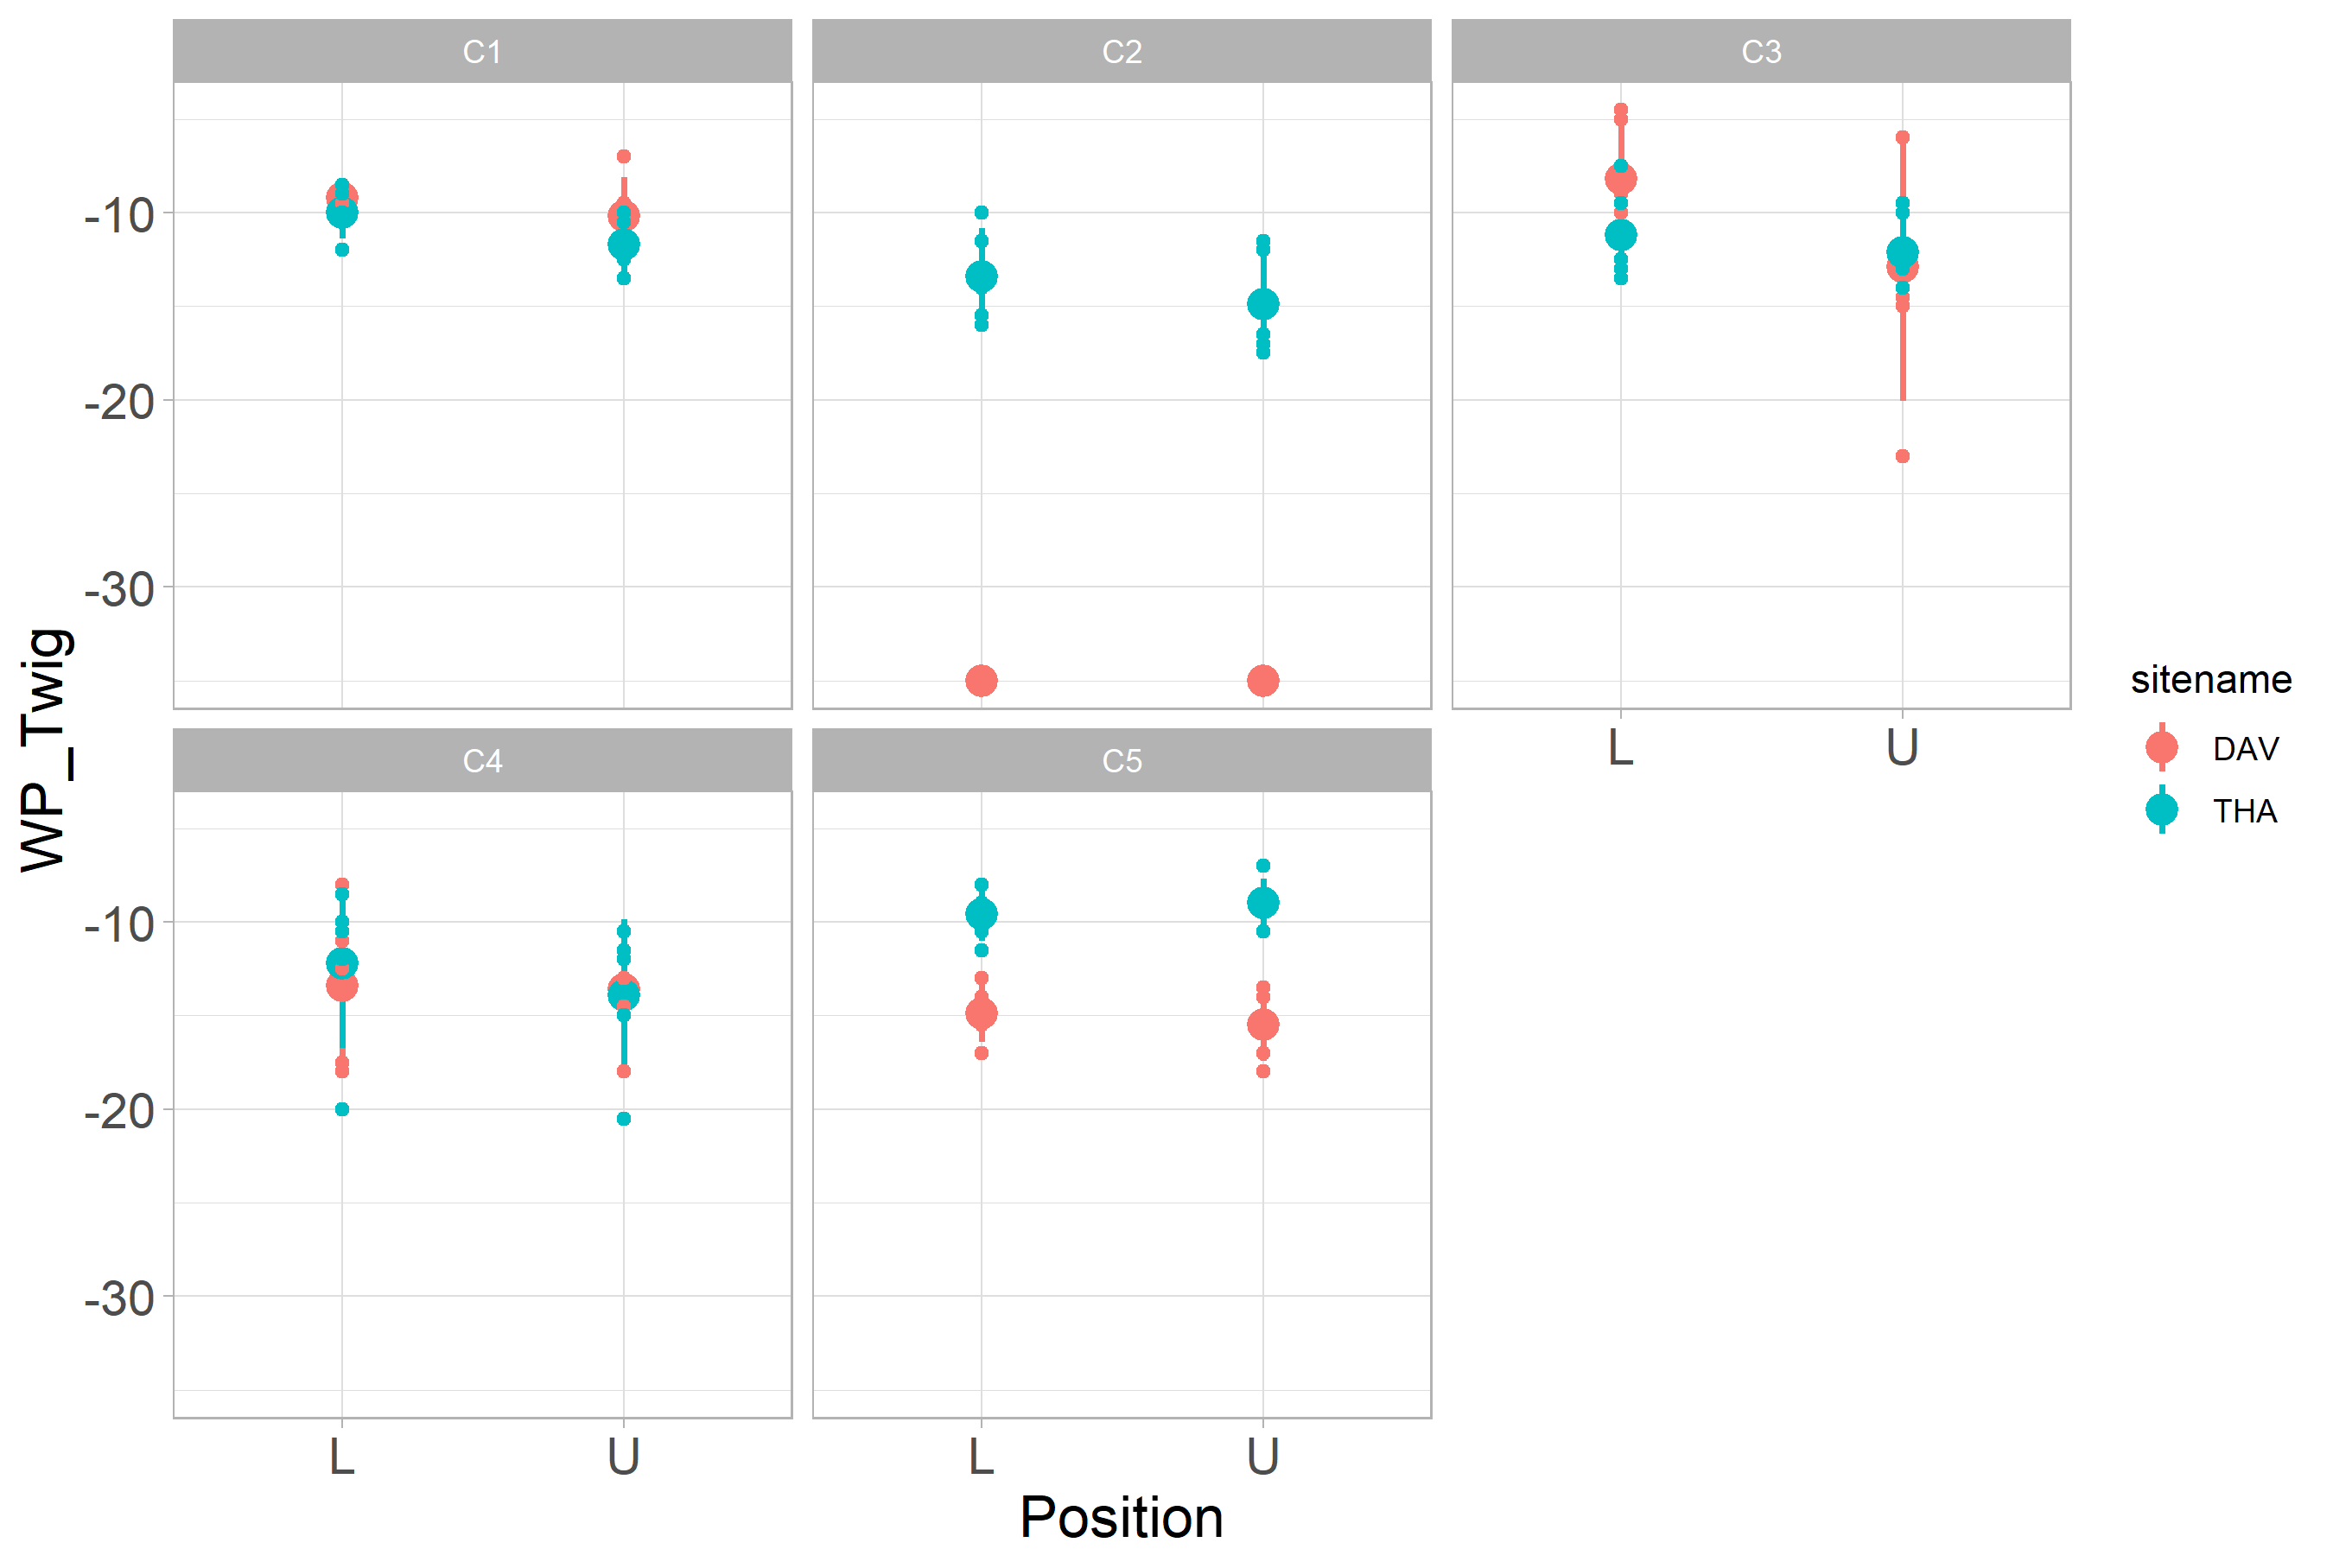 C1 C2 C3
-10
-20
-30
L U
C4 C5
-10
-20
-30
L U L U
Position
WP_Twig
sitename
DAV
THA